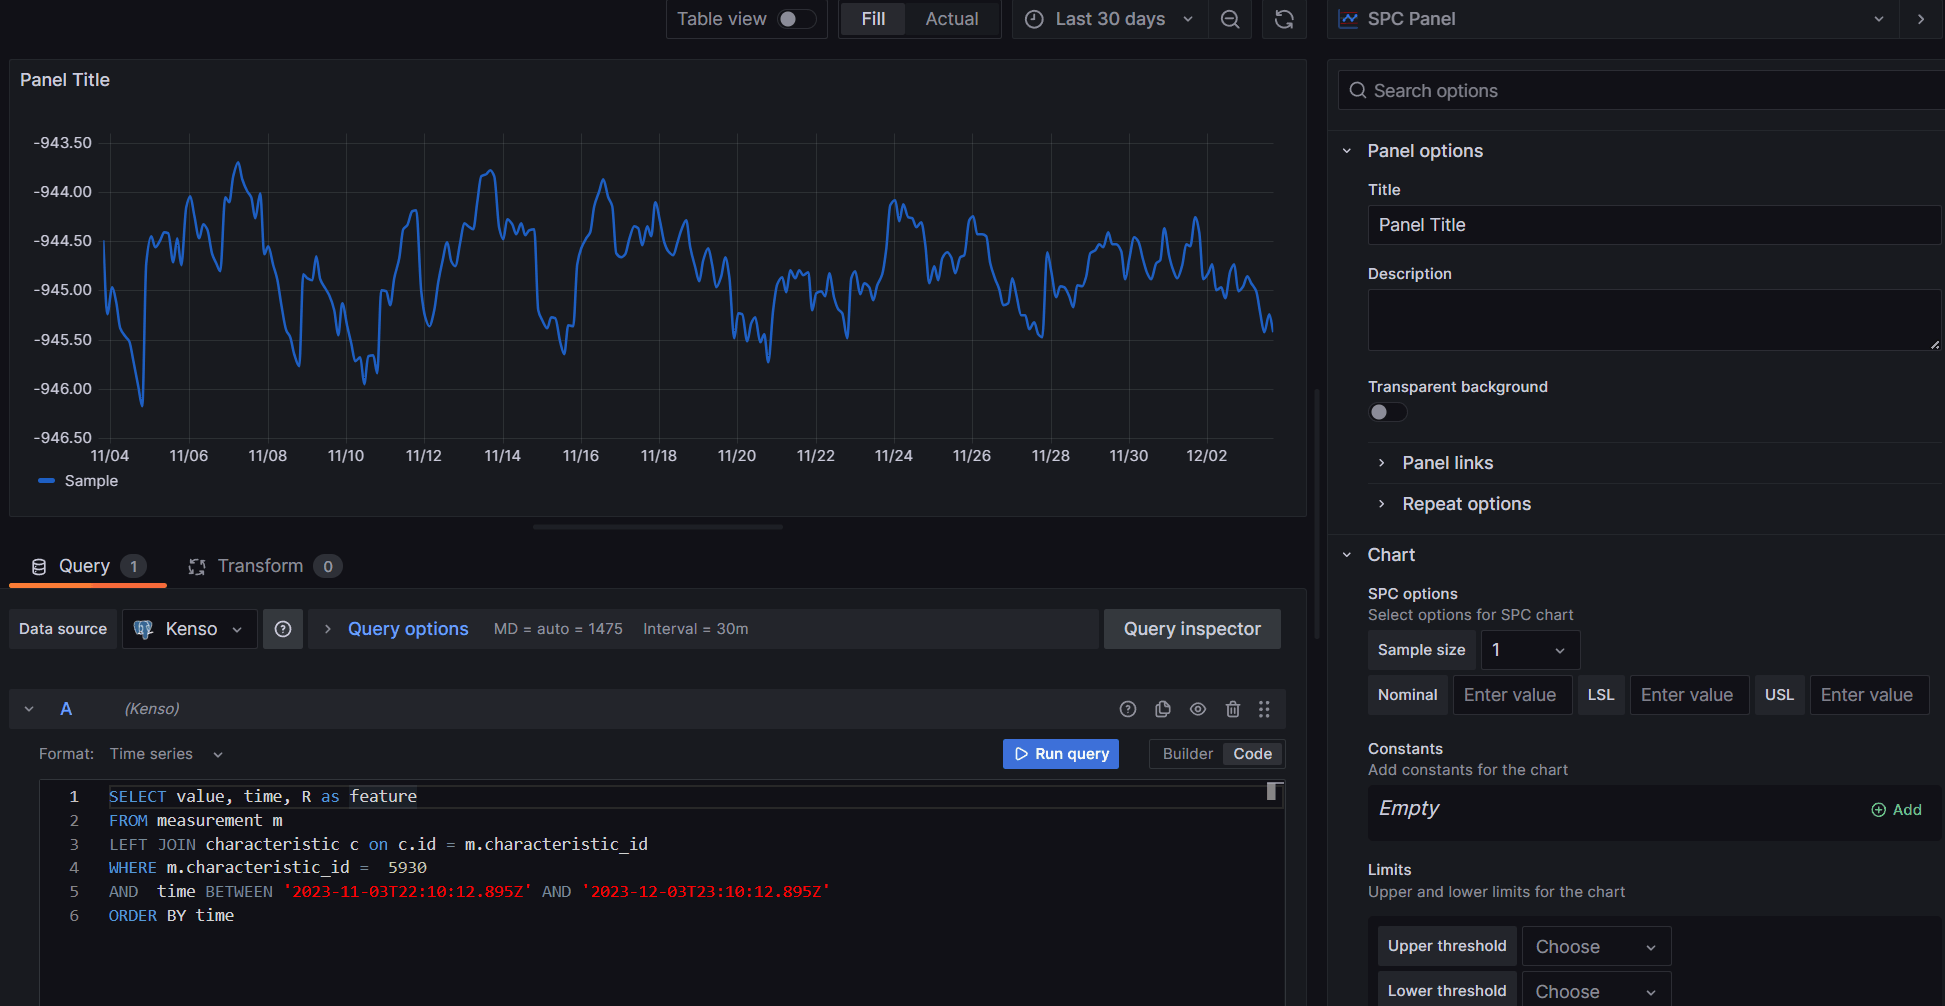 Table view
Fill Actual
Last 30 days
SPC Panel
Panel Title
-943.50
-944.00
-944.50
-945.00
-945.50
-946.00
-946.50
11/04 11/06 11/08 11/10 11/12 11/14 11/16 11/18 11/20 11/22 11/24 11/26 11/28 11/30 12/02
Sample
Query 1
Transform 0
Data source Kenso
Query options MD = auto = 1475 Interval = 30m
Query inspector
A (Kenso)
Format: Time series
Run query
Builder Code
1 SELECT value, time, R as feature
2 FROM measurement m
3 LEFT JOIN characteristic c on c.id = m.characteristic_id
4 WHERE m.characteristic_id =  5930
5 AND  time BETWEEN '2023-11-03T22:10:12.895Z' AND '2023-12-03T23:10:12.895Z'
6 ORDER BY time
Search options
Panel options
Title
Panel Title
Description
Transparent background
Panel links
Repeat options
Chart
SPC options
Select options for SPC chart
Sample size 1
Nominal Enter value LSL Enter value USL Enter value
Constants
Add constants for the chart
Empty Add
Limits
Upper and lower limits for the chart
Upper threshold Choose
Lower threshold Choose